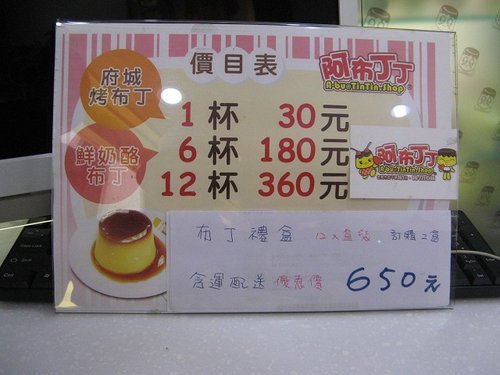 價目表
阿布丁丁
A-bu@TinTin.Shop
府城
烤布丁
鮮奶酪
布丁
1杯 30元
6杯 180元
12杯 360元
阿布丁丁
布丁禮盒 12入盒裝 訂購2盒
含運配送 優惠價 650元